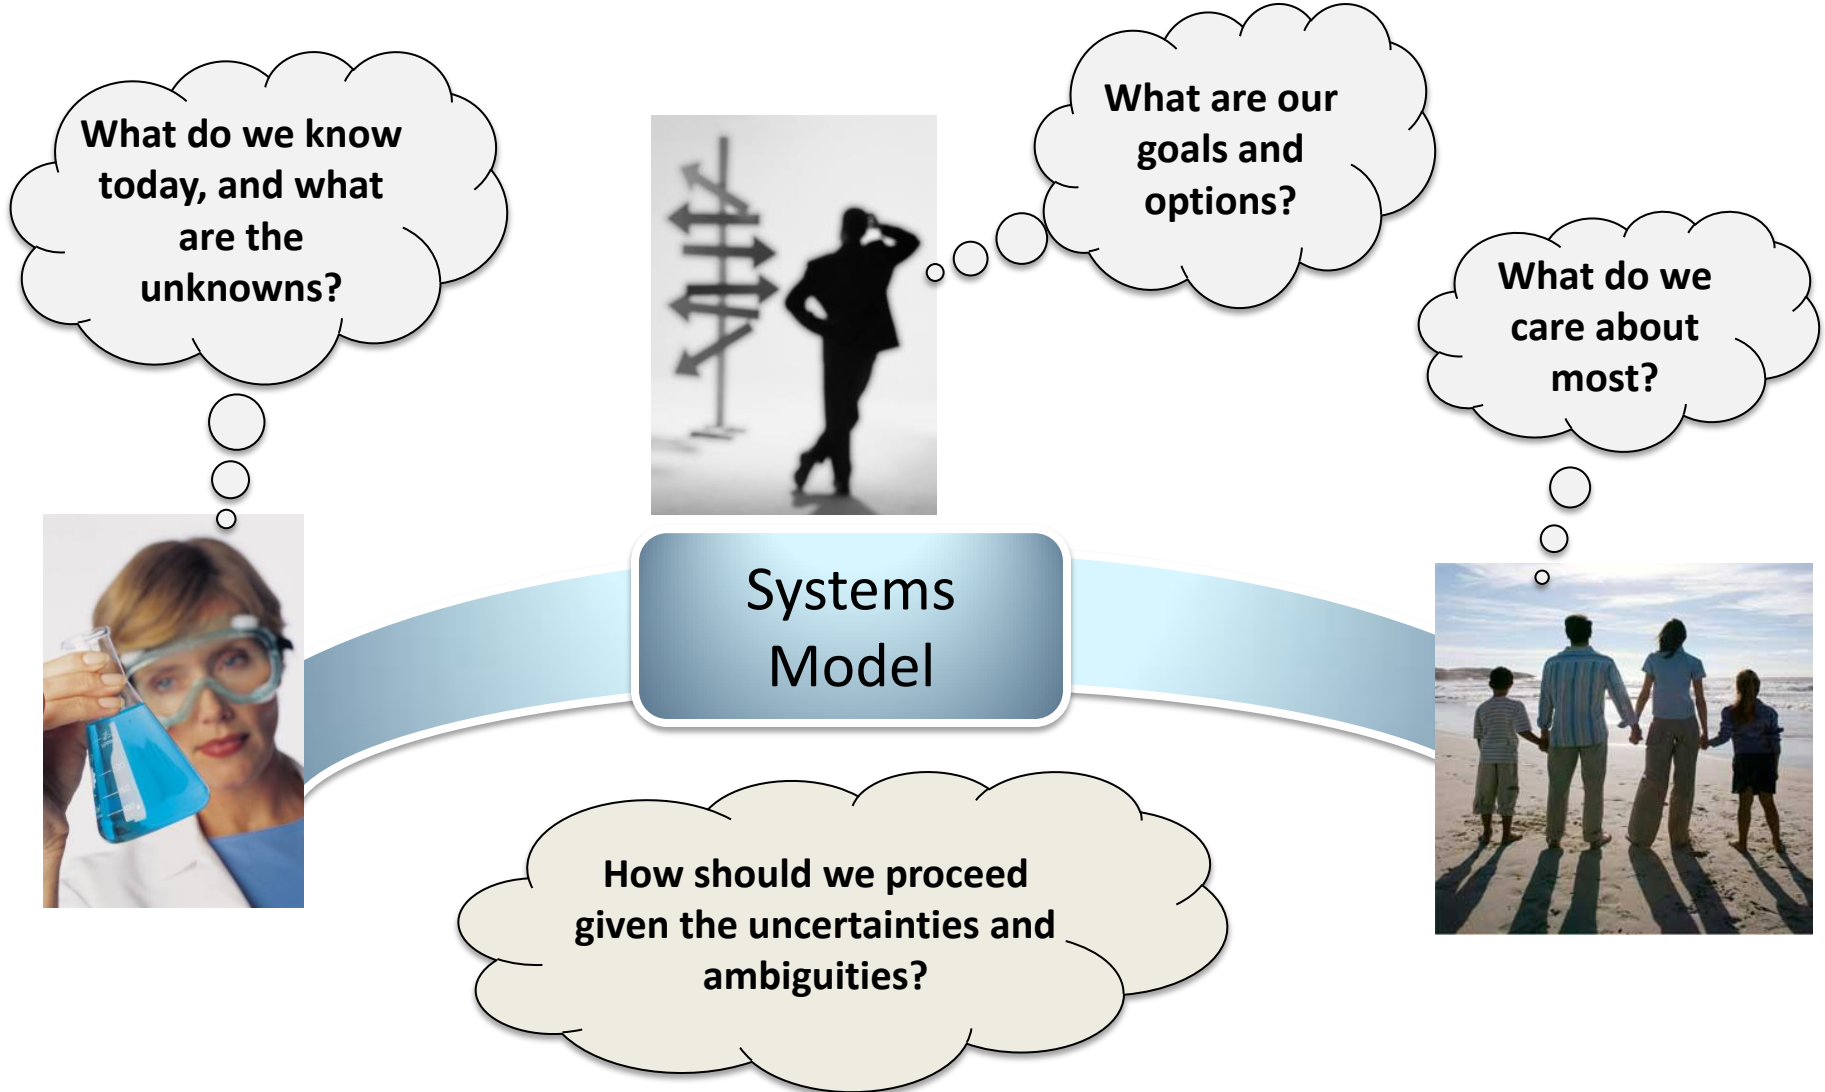 What do we know
today, and what
are the
unknowns?
What are our
goals and
options?
What do we
care about
most?
Systems
Model
How should we proceed
given the uncertainties and
ambiguities?